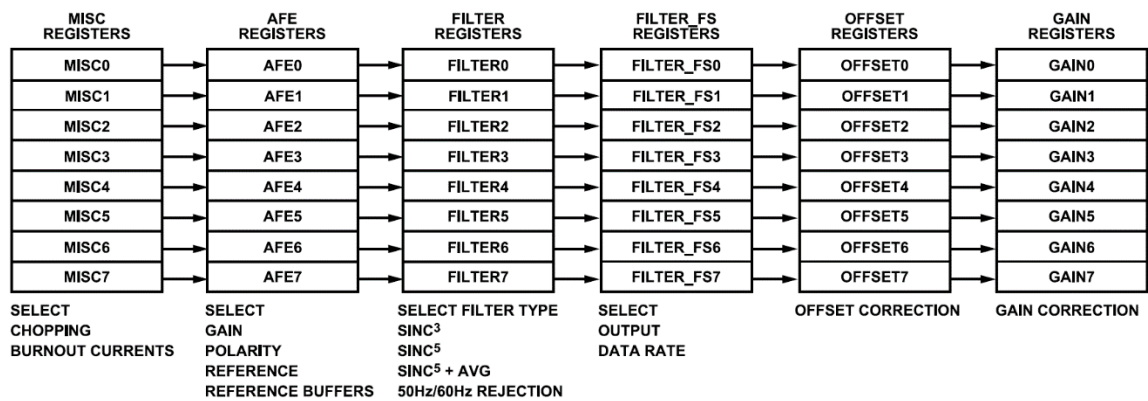 MISC
REGISTERS
AFE
REGISTERS
FILTER
REGISTERS
FILTER_FS
REGISTERS
OFFSET
REGISTERS
GAIN
REGISTERS
MISC0 AFE0 FILTER0 FILTER_FS0 OFFSET0 GAIN0
MISC1 AFE1 FILTER1 FILTER_FS1 OFFSET1 GAIN1
MISC2 AFE2 FILTER2 FILTER_FS2 OFFSET2 GAIN2
MISC3 AFE3 FILTER3 FILTER_FS3 OFFSET3 GAIN3
MISC4 AFE4 FILTER4 FILTER_FS4 OFFSET4 GAIN4
MISC5 AFE5 FILTER5 FILTER_FS5 OFFSET5 GAIN5
MISC6 AFE6 FILTER6 FILTER_FS6 OFFSET6 GAIN6
MISC7 AFE7 FILTER7 FILTER_FS7 OFFSET7 GAIN7
SELECT
CHOPPING
BURNOUT CURRENTS
SELECT
GAIN
POLARITY
REFERENCE
REFERENCE BUFFERS
SELECT FILTER TYPE
SINC³
SINC⁵
SINC⁵ + AVG
50Hz/60Hz REJECTION
SELECT
OUTPUT
DATA RATE
OFFSET CORRECTION
GAIN CORRECTION